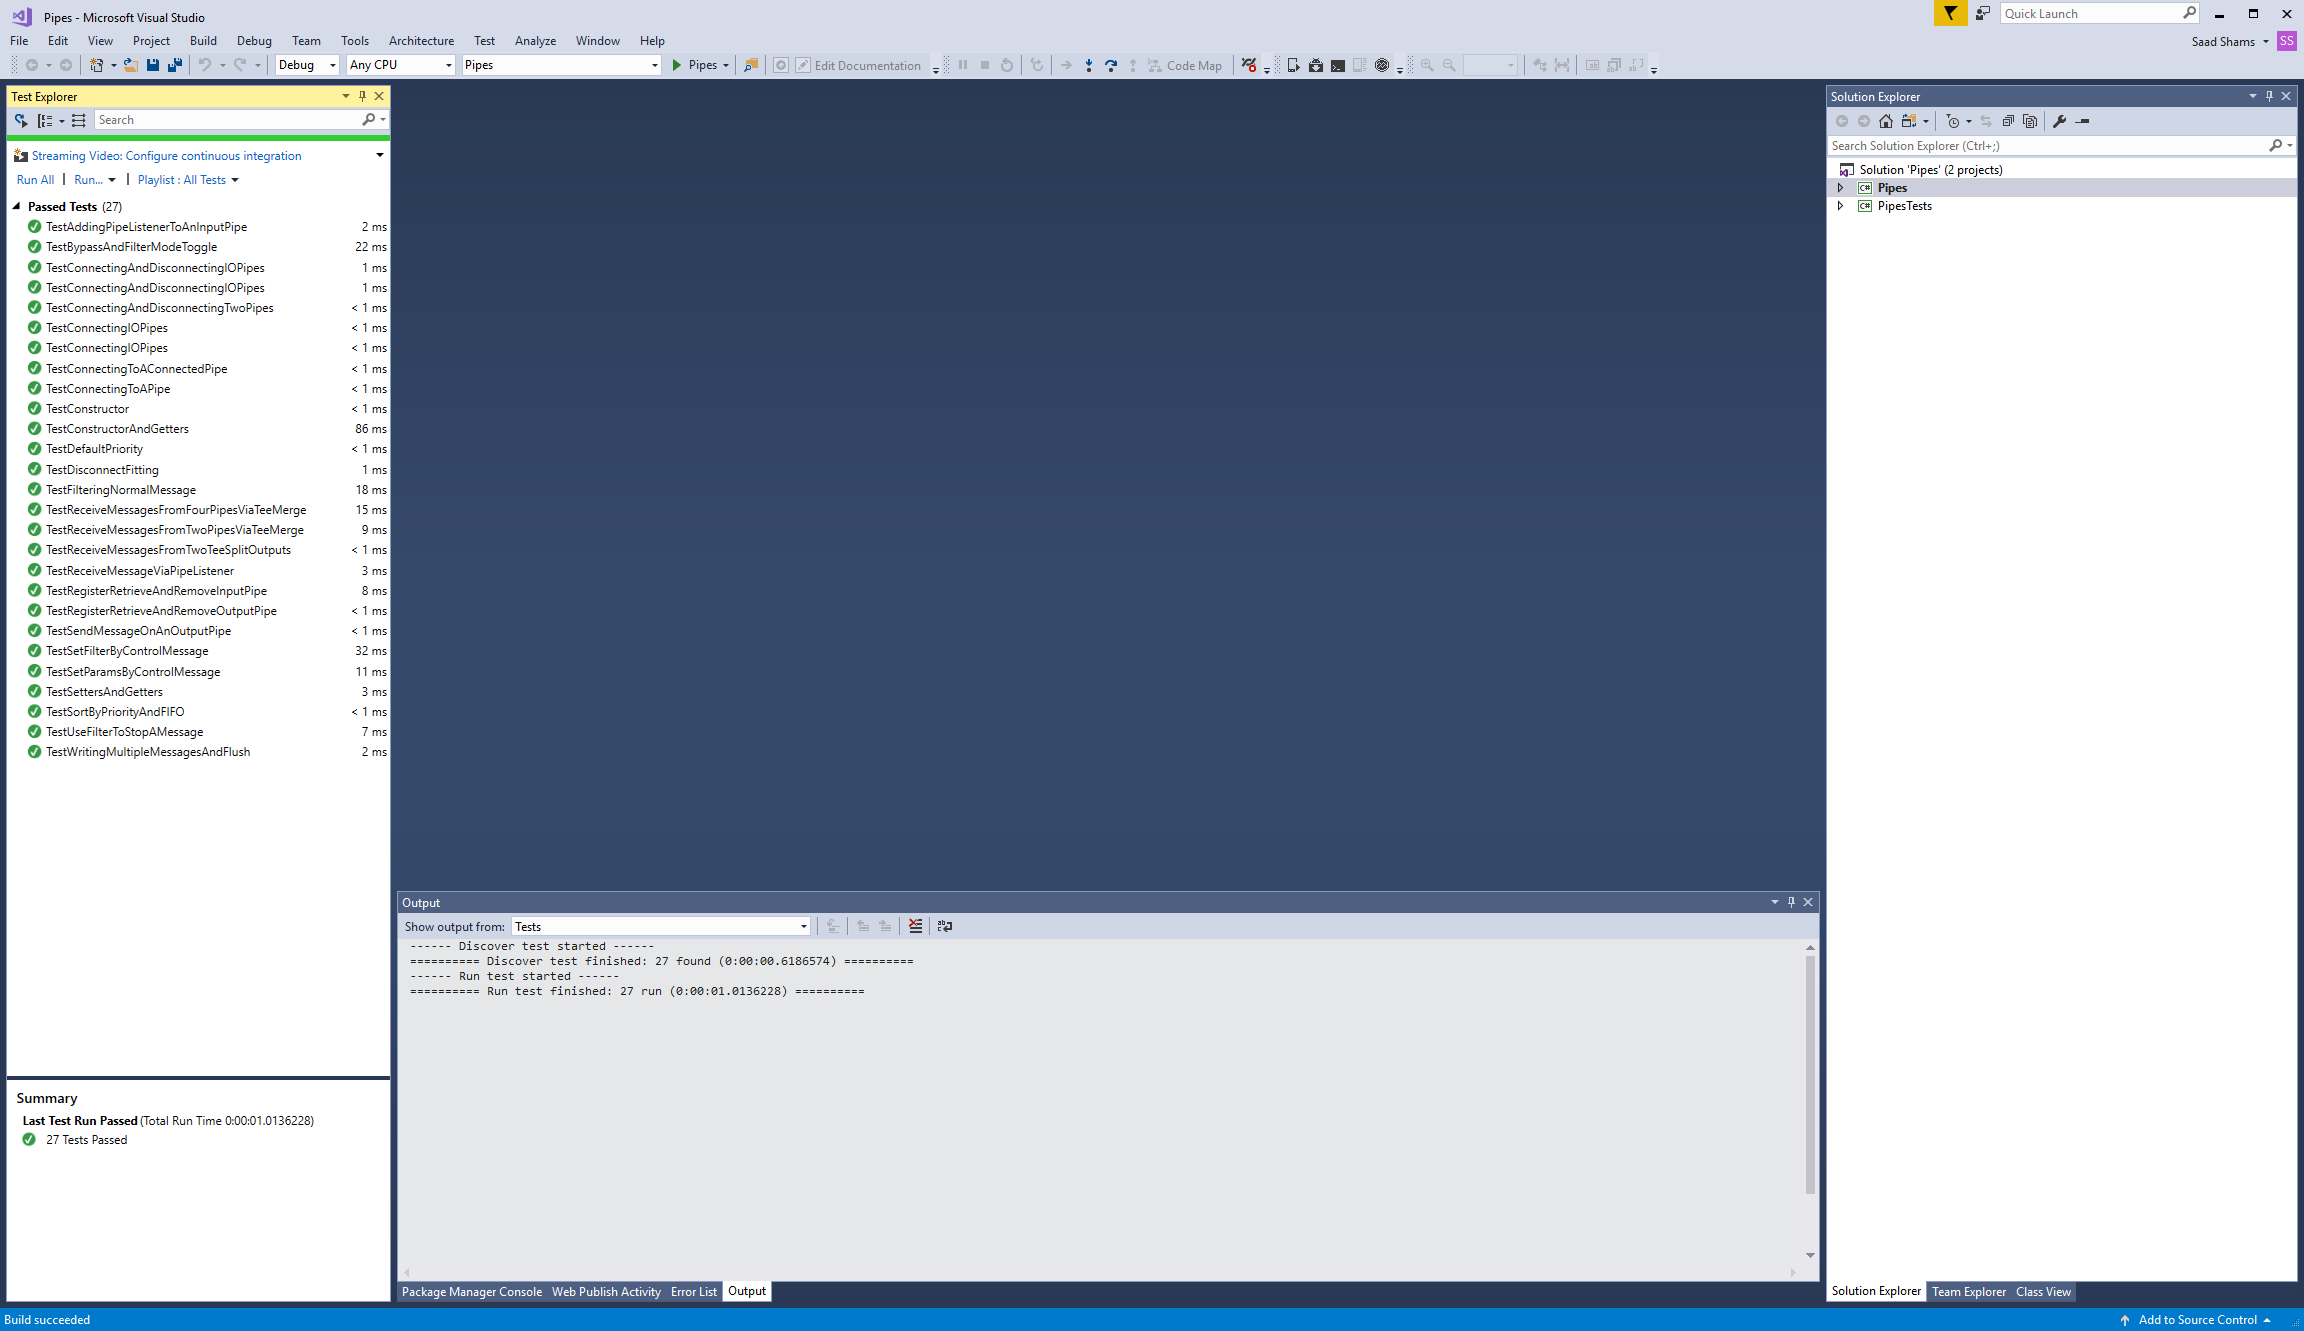 Pipes - Microsoft Visual Studio
Quick Launch
File Edit View Project Build Debug Team Tools Architecture Test Analyze Window Help
Saad Shams SS
Debug Any CPU Pipes Pipes Edit Documentation Code Map
Test Explorer
Search
Streaming Video: Configure continuous integration
Run All | Run... | Playlist : All Tests
Passed Tests (27)
TestAddingPipeListenerToAnInputPipe 2 ms
TestBypassAndFilterModeToggle 22 ms
TestConnectingAndDisconnectingIOPipes 1 ms
TestConnectingAndDisconnectingIOPipes 1 ms
TestConnectingAndDisconnectingTwoPipes < 1 ms
TestConnectingIOPipes < 1 ms
TestConnectingIOPipes < 1 ms
TestConnectingToAConnectedPipe < 1 ms
TestConnectingToAPipe < 1 ms
TestConstructor < 1 ms
TestConstructorAndGetters 86 ms
TestDefaultPriority < 1 ms
TestDisconnectFitting 1 ms
TestFilteringNormalMessage 18 ms
TestReceiveMessagesFromFourPipesViaTeeMerge 15 ms
TestReceiveMessagesFromTwoPipesViaTeeMerge 9 ms
TestReceiveMessagesFromTwoTeeSplitOutputs < 1 ms
TestReceiveMessageViaPipeListener 3 ms
TestRegisterRetrieveAndRemoveInputPipe 8 ms
TestRegisterRetrieveAndRemoveOutputPipe < 1 ms
TestSendMessageOnAnOutputPipe < 1 ms
TestSetFilterByControlMessage 32 ms
TestSetParamsByControlMessage 11 ms
TestSettersAndGetters 3 ms
TestSortByPriorityAndFIFO < 1 ms
TestUseFilterToStopAMessage 7 ms
TestWritingMultipleMessagesAndFlush 2 ms
Summary
Last Test Run Passed (Total Run Time 0:00:01.0136228)
27 Tests Passed
Output
Show output from: Tests
------ Discover test started ------
========== Discover test finished: 27 found (0:00:00.6186574) ==========
------ Run test started ------
========== Run test finished: 27 run (0:00:01.0136228) ==========
Package Manager Console Web Publish Activity Error List Output
Solution Explorer
Search Solution Explorer (Ctrl+;)
Solution 'Pipes' (2 projects)
C# Pipes
C# PipesTests
Solution Explorer Team Explorer Class View
Build succeeded
Add to Source Control